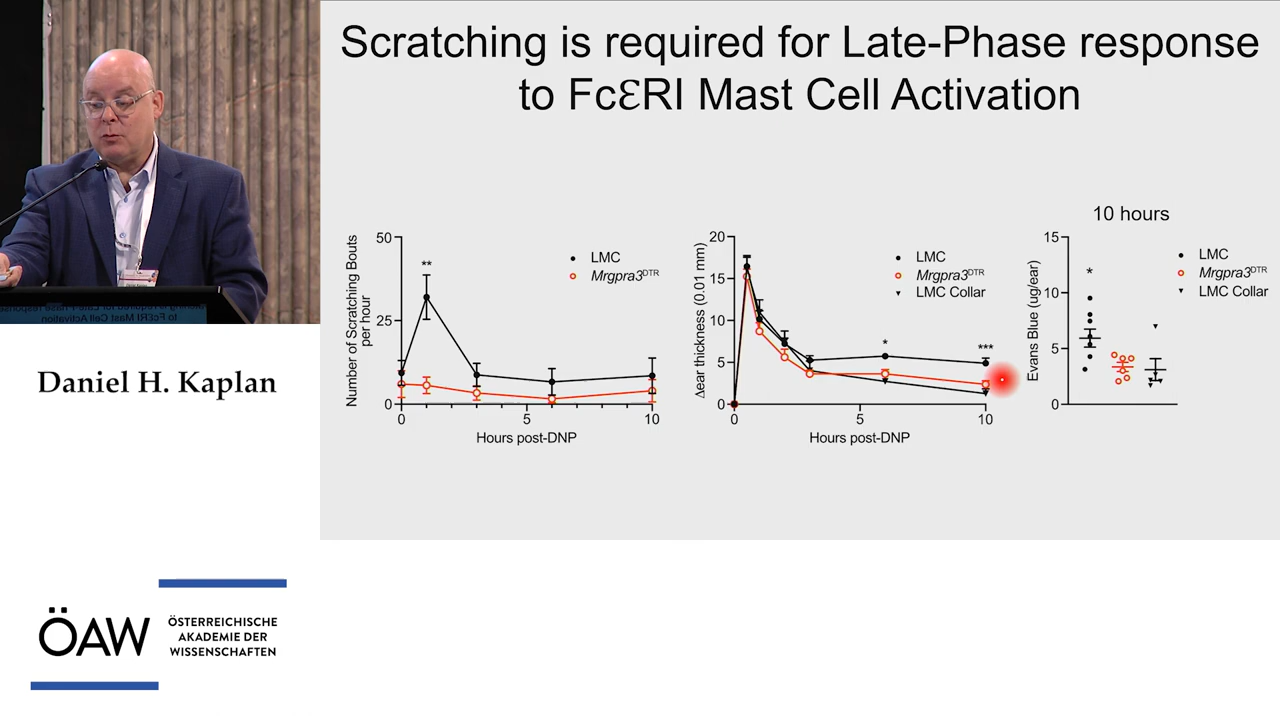 Scratching is required for Late-Phase response
to FcƐRI Mast Cell Activation
Number of Scratching Bouts
per hour
50
25
0
**
LMC
Mrgpra3DTR
0
5
10
Hours post-DNP
Δear thickness (0.01 mm)
20
15
10
5
0
LMC
Mrgpra3DTR
LMC Collar
*
***
0
5
10
Hours post-DNP
10 hours
Evans Blue (ug/ear)
15
10
5
0
*
LMC
Mrgpra3DTR
LMC Collar
Daniel H. Kaplan
ÖAW
ÖSTERREICHISCHE
AKADEMIE DER
WISSENSCHAFTEN